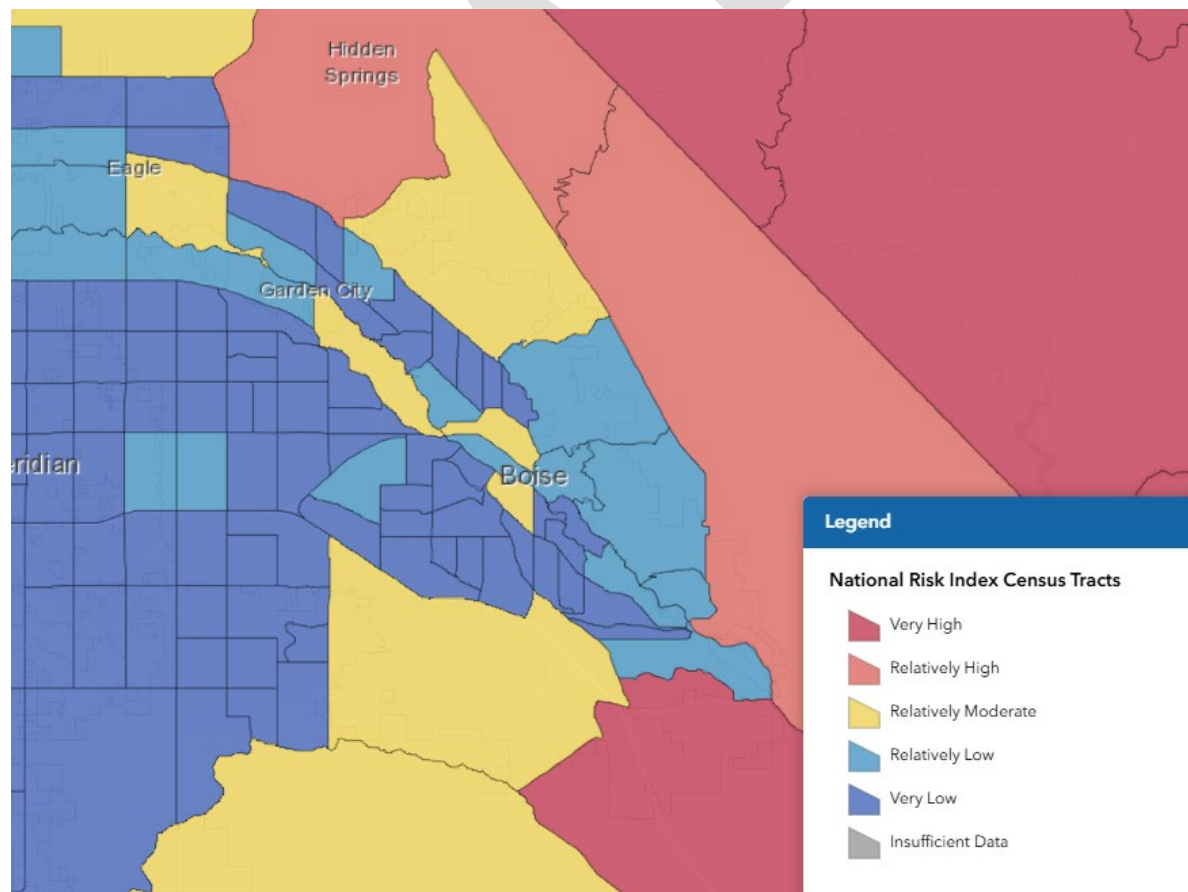 Hidden
Springs
Eagle
Garden City
ridian
Boise
Legend
National Risk Index Census Tracts
Very High
Relatively High
Relatively Moderate
Relatively Low
Very Low
Insufficient Data